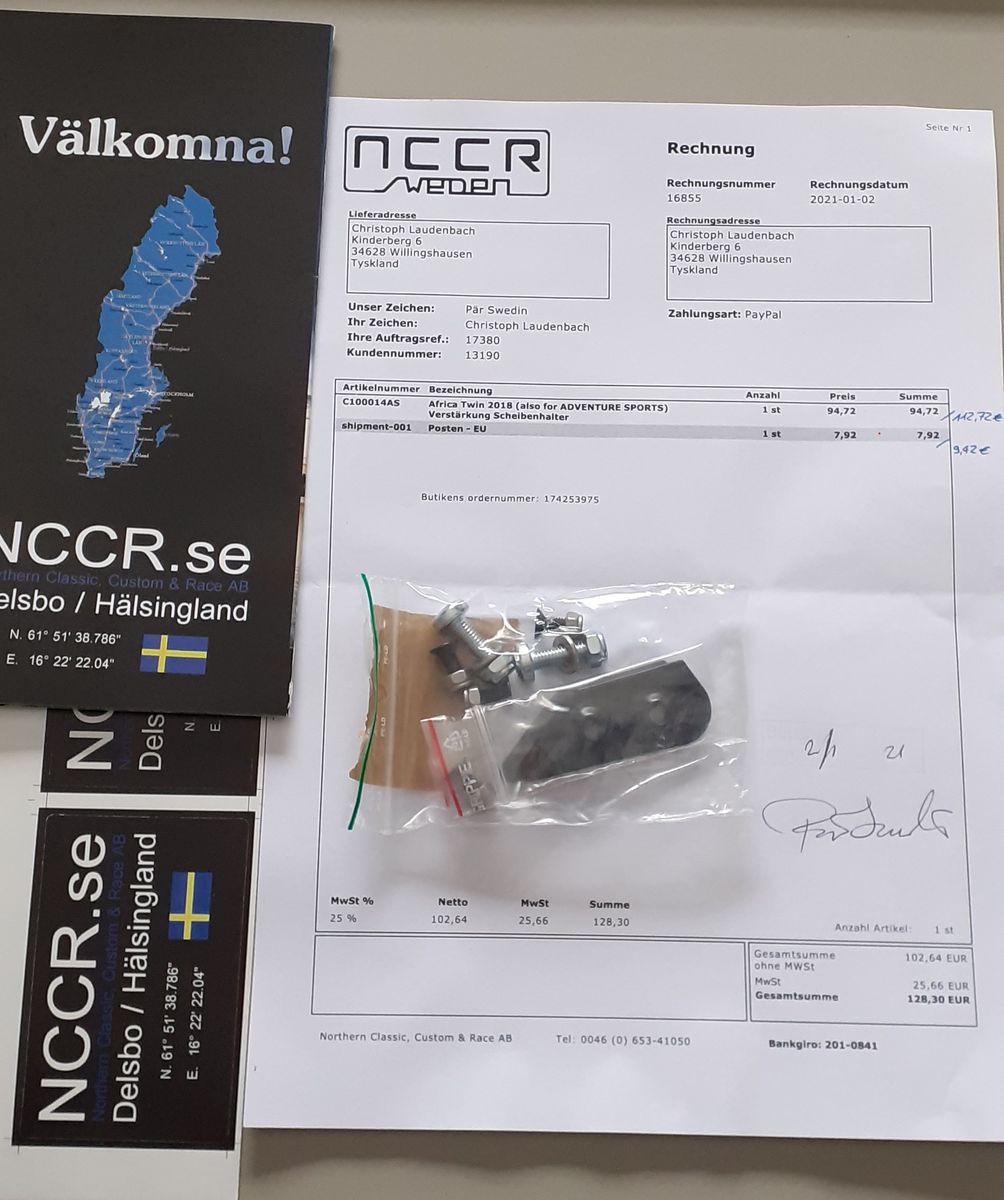 Välkomna!
NCCR.se
Northern Classic, Custom & Race AB
Delsbo / Hälsingland
N. 61° 51' 38.786"
E. 16° 22' 22.04"
NC
Dels
N
E.
NCCR.se
Northern Classic, Custom & Race AB
Delsbo / Hälsingland
N. 61° 51' 38.786"
E. 16° 22' 22.04"
Seite Nr 1
NCCR
Sweden
Rechnung
Rechnungsnummer Rechnungsdatum
16855 2021-01-02
Lieferadresse
Christoph Laudenbach
Kinderberg 6
34628 Willingshausen
Tyskland
Rechnungsadresse
Christoph Laudenbach
Kinderberg 6
34628 Willingshausen
Tyskland
Unser Zeichen: Pär Swedin
Ihr Zeichen: Christoph Laudenbach
Ihre Auftragsref.: 17380
Kundennummer: 13190
Zahlungsart: PayPal
Artikelnummer Bezeichnung Anzahl Preis Summe
C100014AS Africa Twin 2018 (also for ADVENTURE SPORTS) 1 st 94,72 94,72 /112,72€
Verstärkung Scheibenhalter
shipment-001 Posten - EU 1 st 7,92 7,92
/9,42€
Butikens ordernummer: 174253975
2/1 21
MwSt % Netto MwSt Summe
25 % 102,64 25,66 128,30
Anzahl Artikel: 1 st
Gesamtsumme
ohne MWSt 102,64 EUR
MwSt 25,66 EUR
Gesamtsumme 128,30 EUR
Northern Classic, Custom & Race AB Tel: 0046 (0) 653-41050 Bankgiro: 201-0841